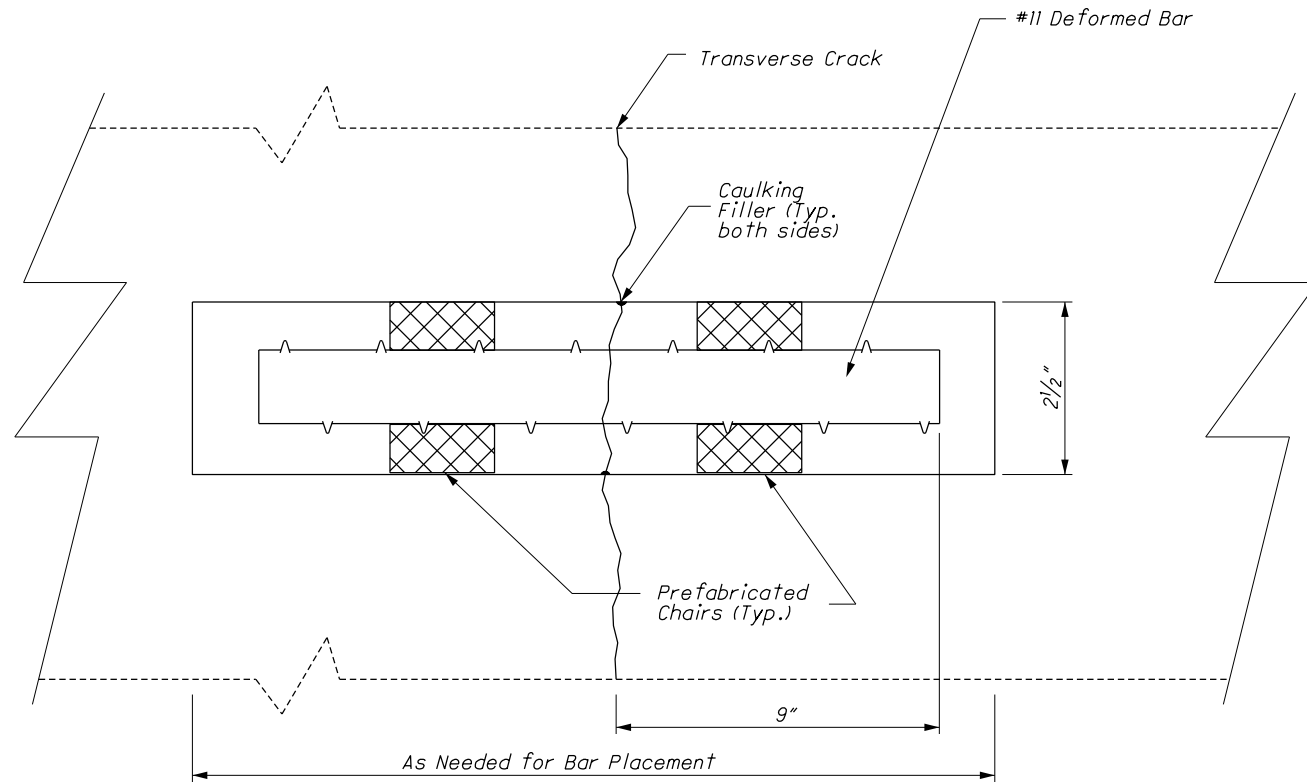 #11 Deformed Bar
Transverse Crack
Caulking
Filler (Typ.
both sides)
2½"
Prefabricated
Chairs (Typ.)
9"
As Needed for Bar Placement